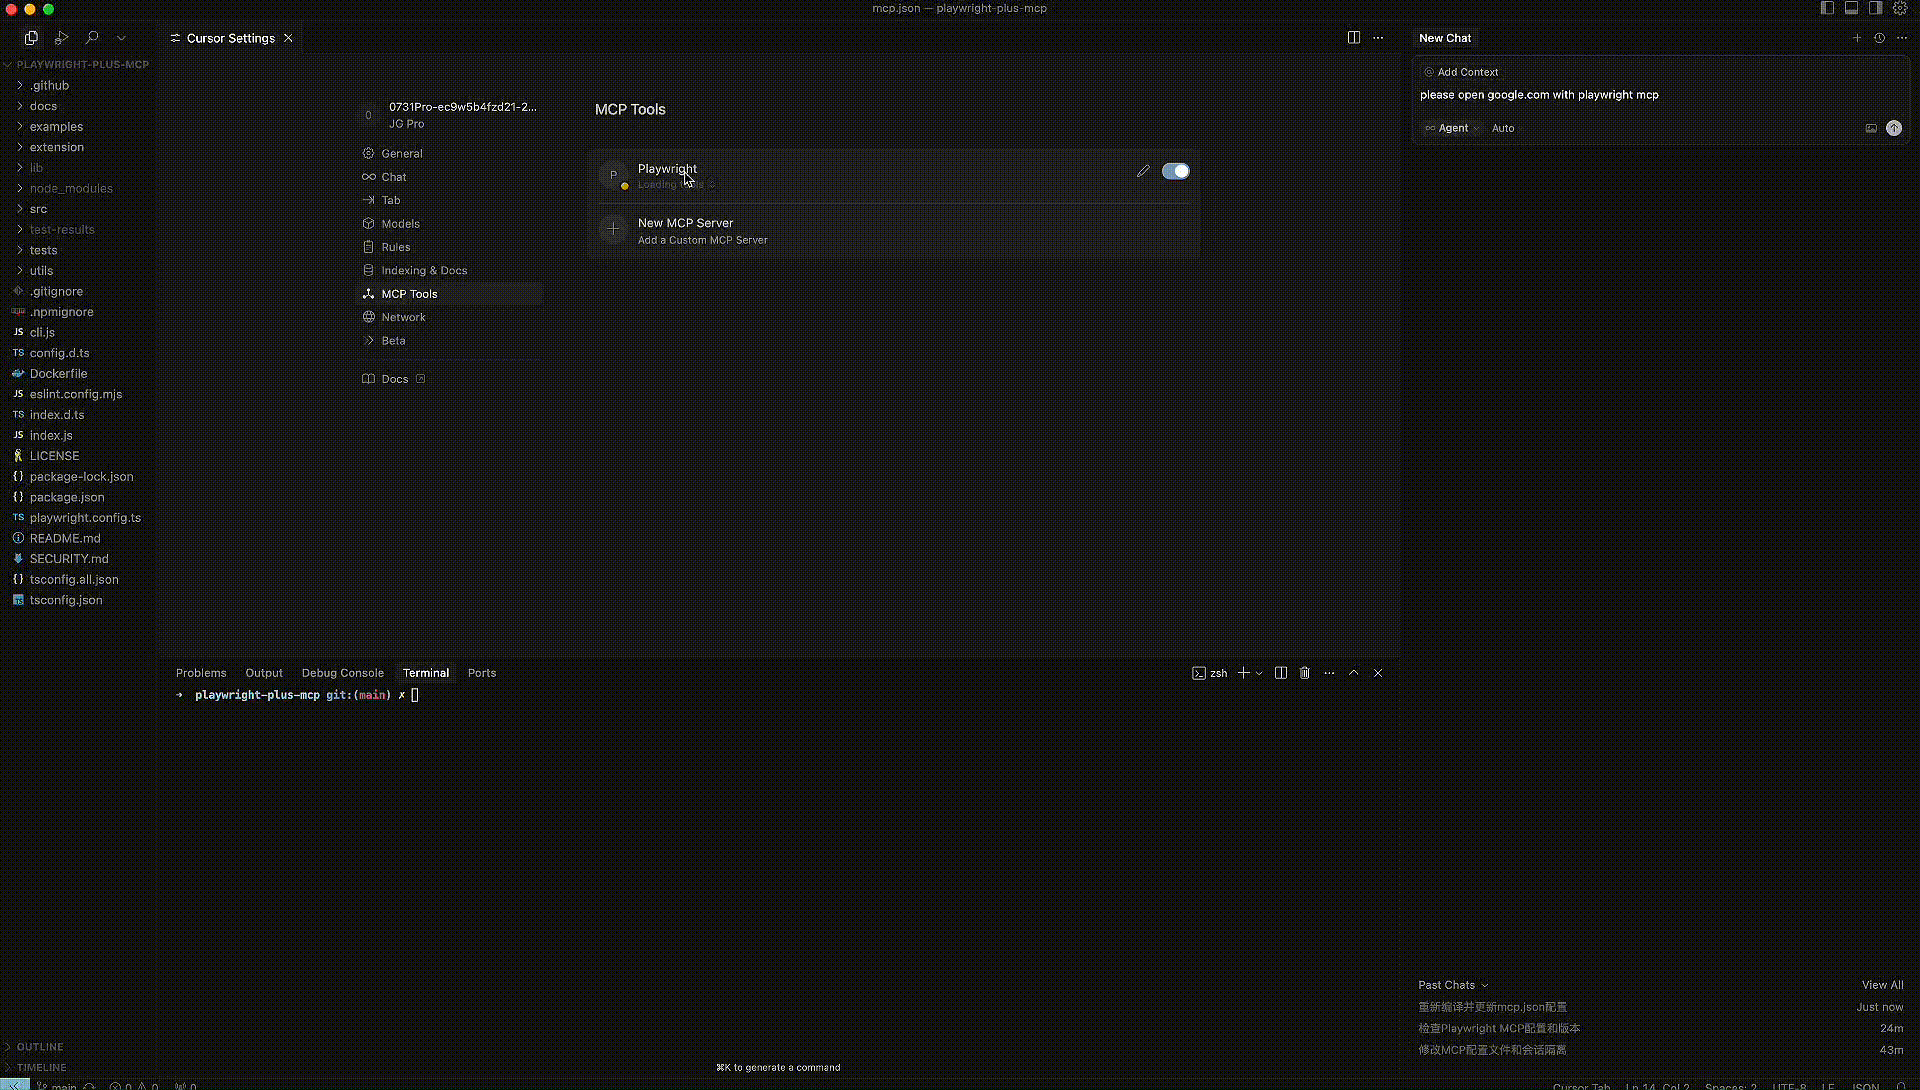 mcp.json — playwright-plus-mcp
Cursor Settings
PLAYWRIGHT-PLUS-MCP
.github
docs
examples
extension
lib
node_modules
src
test-results
tests
utils
.gitignore
.npmignore
JS cli.js
TS config.d.ts
Dockerfile
JS eslint.config.mjs
TS index.d.ts
JS index.js
LICENSE
{} package-lock.json
{} package.json
TS playwright.config.ts
README.md
SECURITY.md
{} tsconfig.all.json
tsconfig.json
OUTLINE
TIMELINE
0
0731Pro-ec9w5b4fzd21-2...
JG Pro
General
Chat
Tab
Models
Rules
Indexing & Docs
MCP Tools
Network
Beta
Docs
MCP Tools
P
Playwright
Loading
New MCP Server
Add a Custom MCP Server
Problems Output Debug Console Terminal Ports
zsh
→ playwright-plus-mcp git:(main) ✗
⌘K to generate a command
New Chat
Add Context
please open google.com with playwright mcp
Agent Auto
Past Chats View All
重新编译并更新mcp.json配置 Just now
检查Playwright MCP配置和版本 24m
修改MCP配置文件和会话隔离 43m
main 0 0 0
Cursor Tab Ln 14, Col 2 Spaces: 2 UTF-8 LF JSON